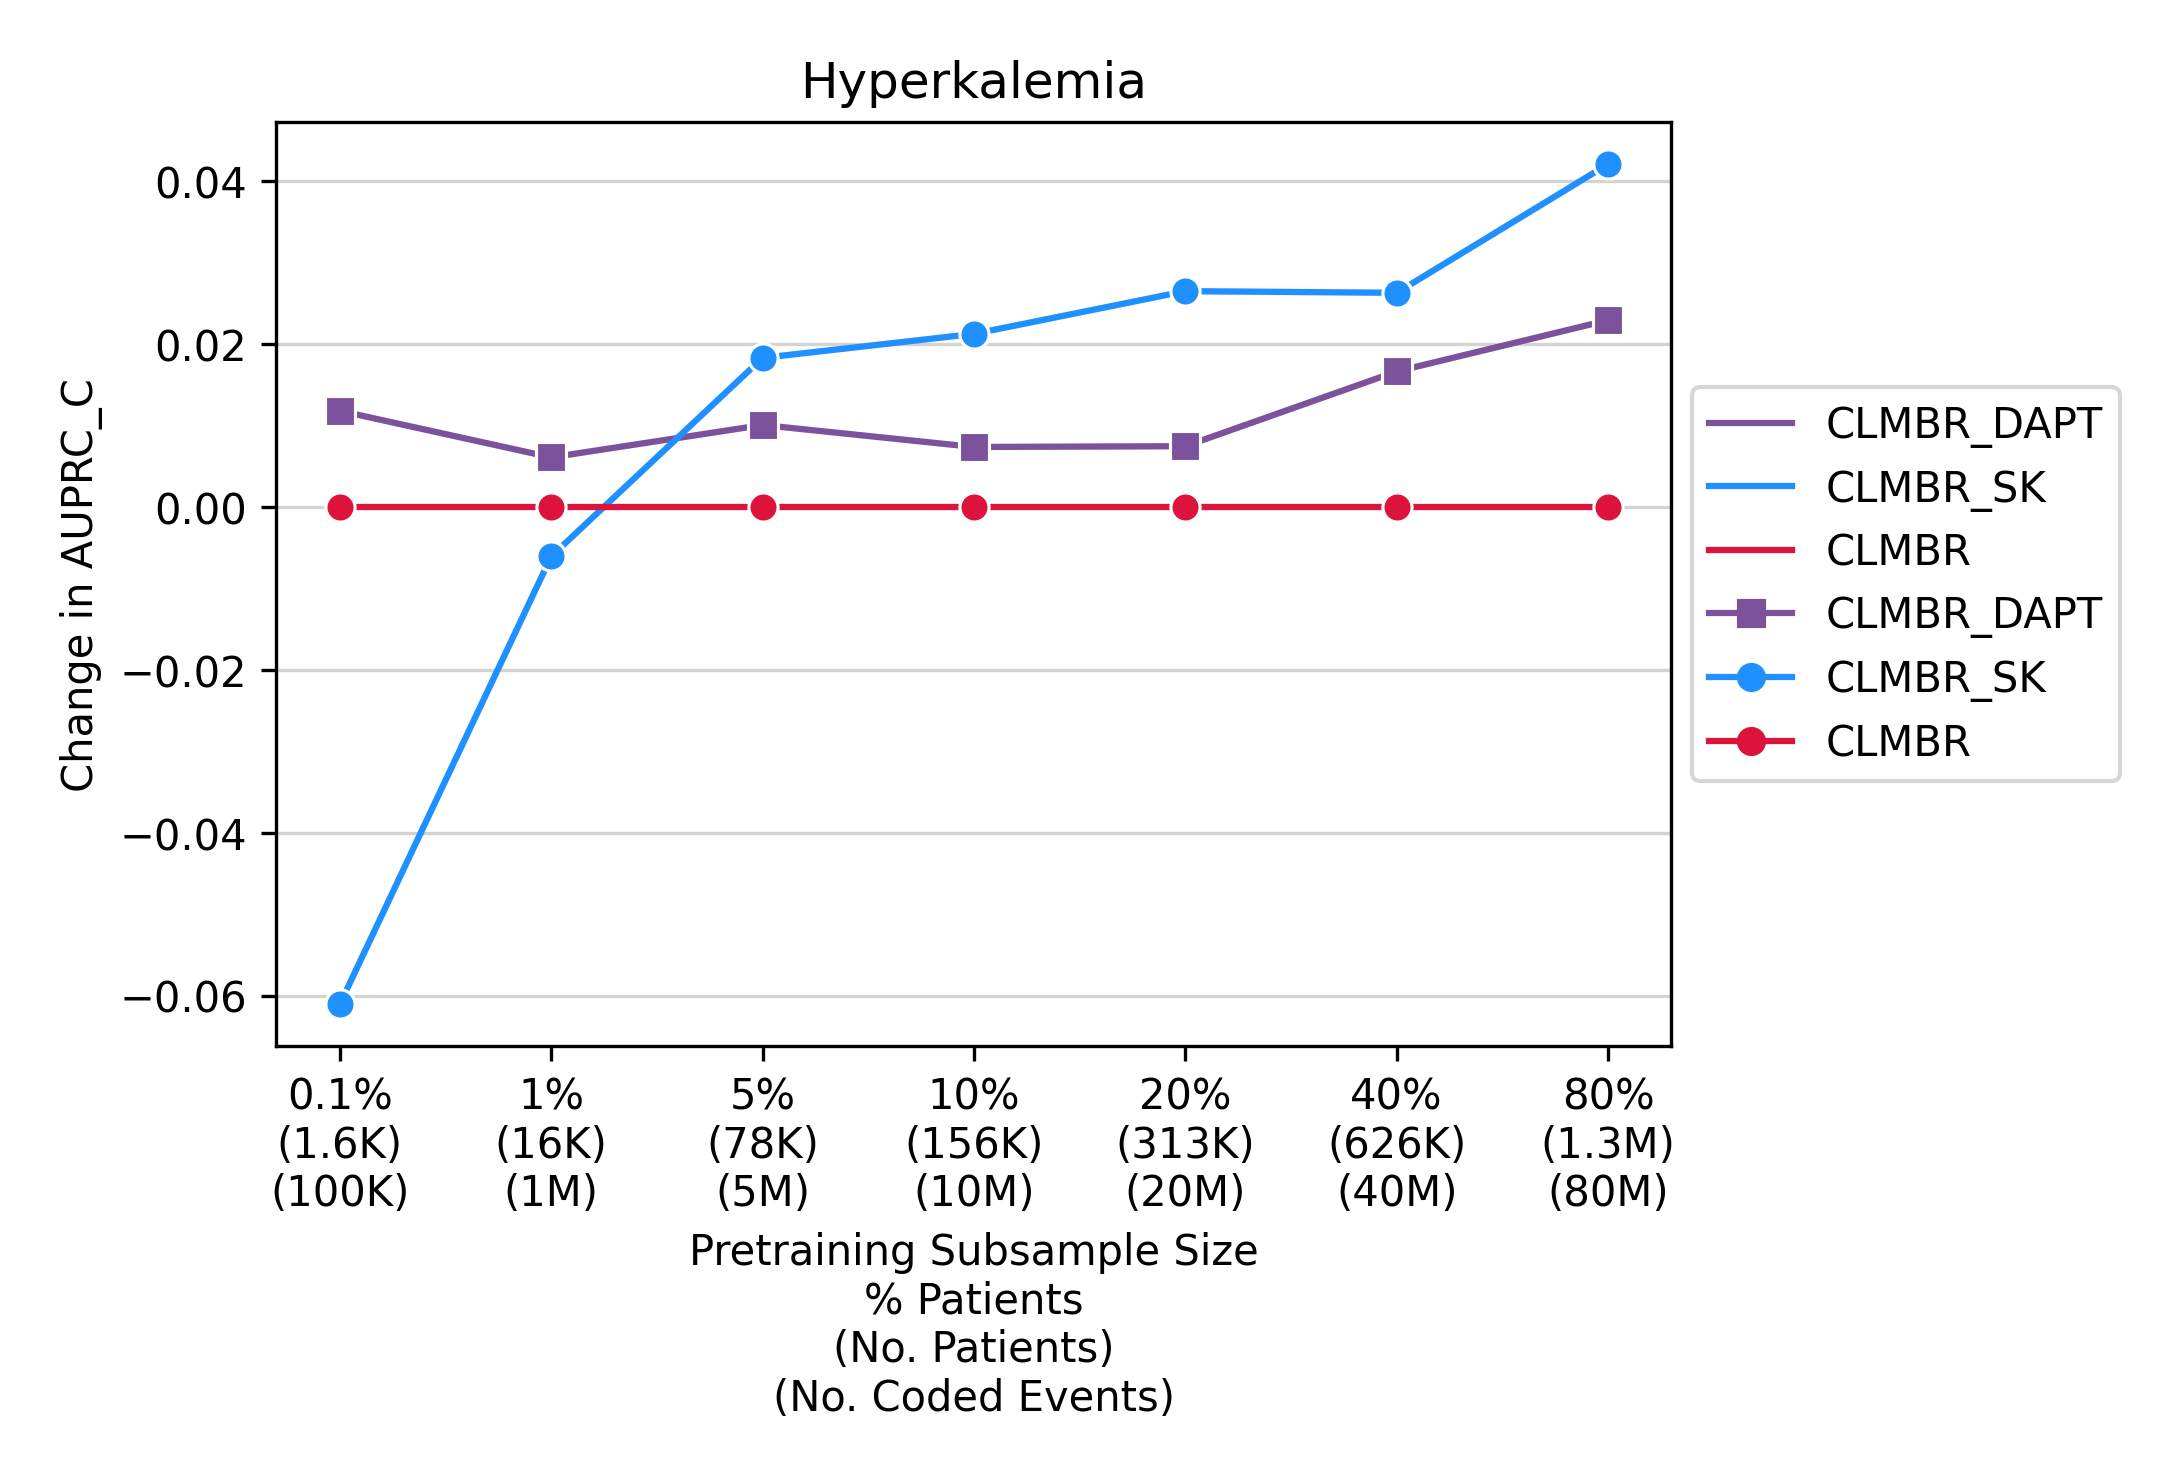 Hyperkalemia
Change in AUPRC_C
0.04
0.02
0.00
−0.02
−0.04
−0.06
0.1% 1% 5% 10% 20% 40% 80%
(1.6K) (16K) (78K) (156K) (313K) (626K) (1.3M)
(100K) (1M) (5M) (10M) (20M) (40M) (80M)
Pretraining Subsample Size
% Patients
(No. Patients)
(No. Coded Events)
CLMBR_DAPT
CLMBR_SK
CLMBR
CLMBR_DAPT
CLMBR_SK
CLMBR